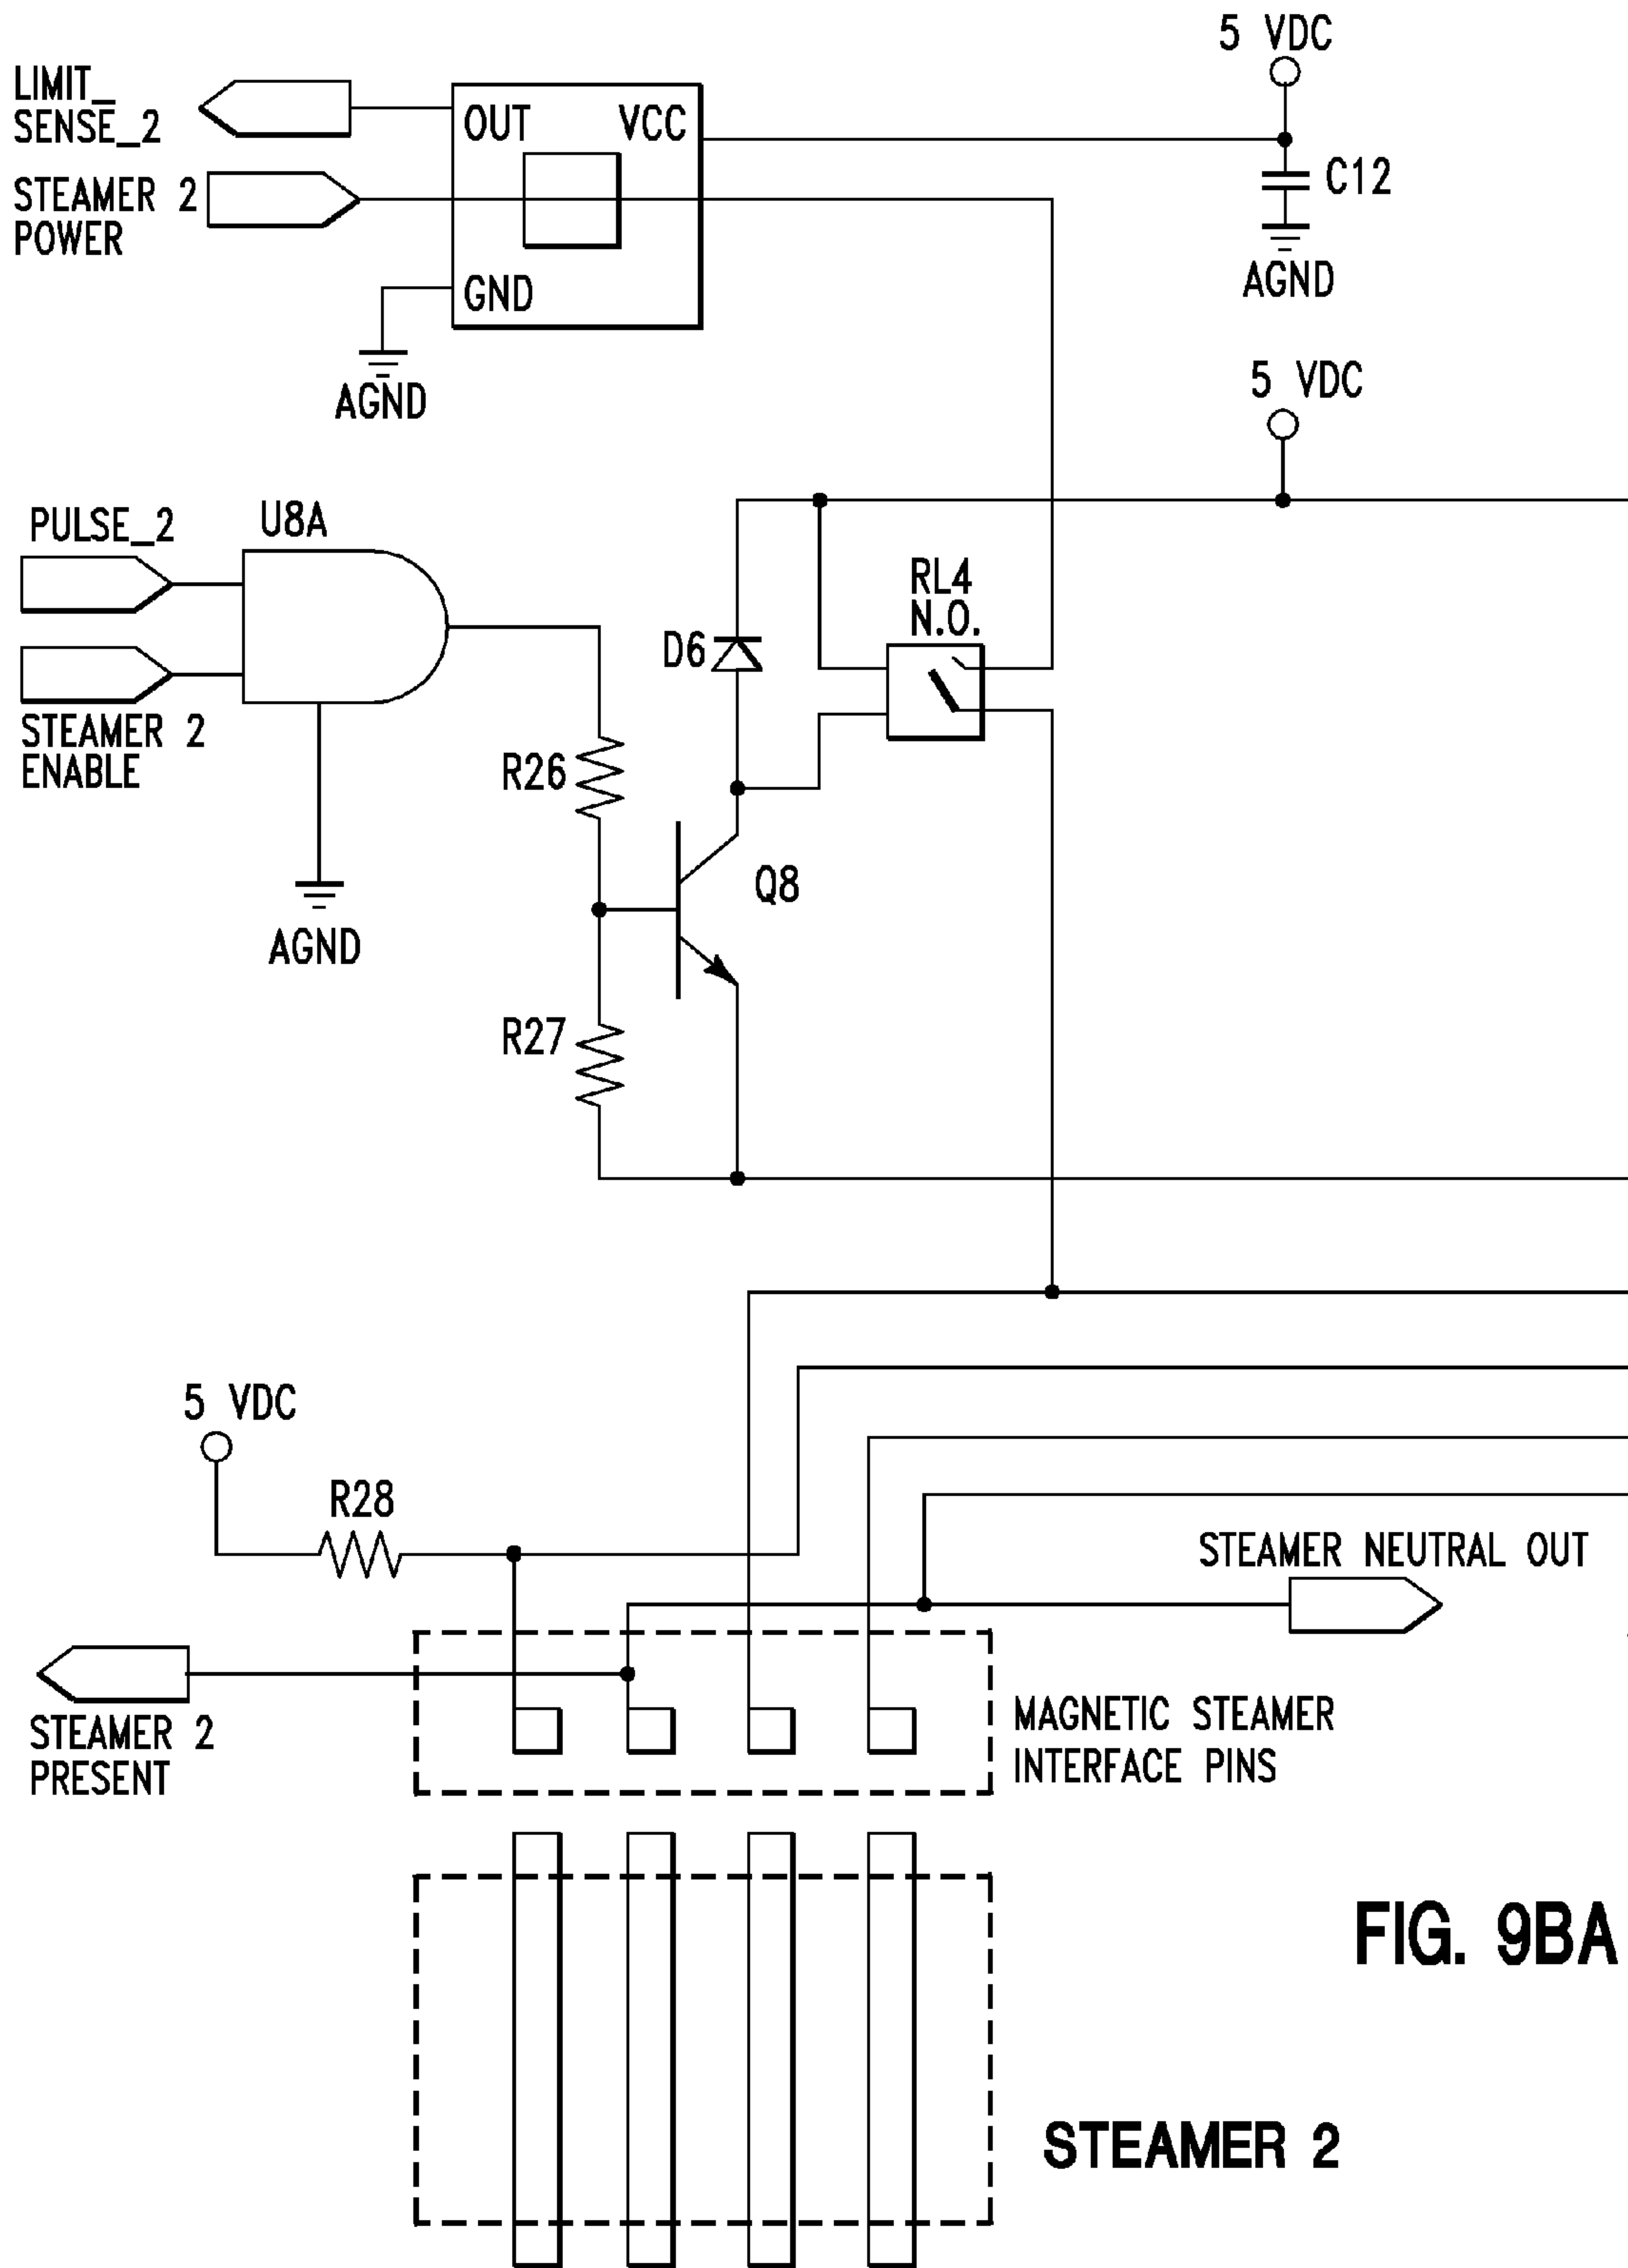 5 VDC
LIMIT_
SENSE_2
OUT
VCC
STEAMER 2
POWER
C12
GND
AGND
AGND
5 VDC
PULSE_2
U8A
RL4
N.O.
D6
STEAMER 2
ENABLE
R26
Q8
AGND
R27
5 VDC
R28
STEAMER NEUTRAL OUT
STEAMER 2
PRESENT
MAGNETIC STEAMER
INTERFACE PINS
FIG. 9BA
STEAMER 2